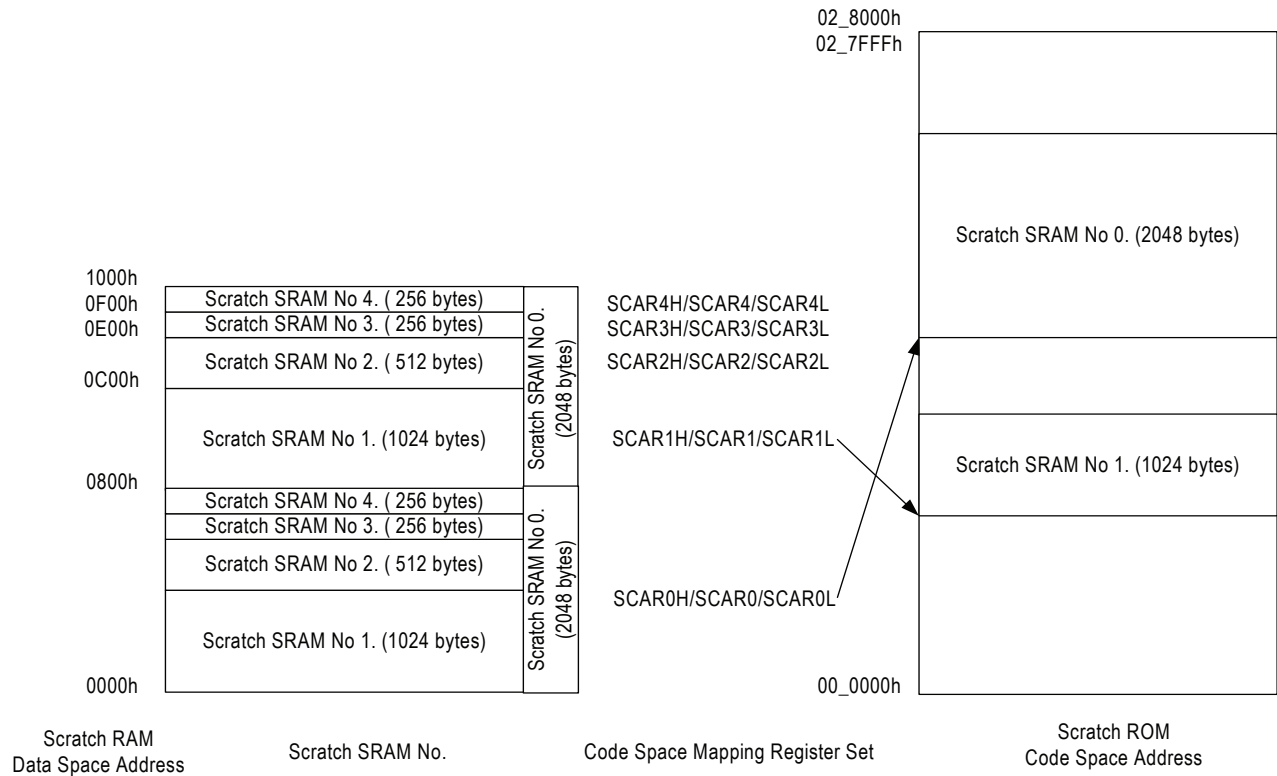 02_8000h
02_7FFFh
Scratch SRAM No 0. (2048 bytes)
1000h
0F00h
0E00h
0C00h
0800h
0000h
Scratch SRAM No 4. ( 256 bytes)
Scratch SRAM No 3. ( 256 bytes)
Scratch SRAM No 2. ( 512 bytes)
Scratch SRAM No 1. (1024 bytes)
Scratch SRAM No 4. ( 256 bytes)
Scratch SRAM No 3. ( 256 bytes)
Scratch SRAM No 2. ( 512 bytes)
Scratch SRAM No 1. (1024 bytes)
Scratch SRAM No 0.
(2048 bytes)
Scratch SRAM No 0.
(2048 bytes)
SCAR4H/SCAR4/SCAR4L
SCAR3H/SCAR3/SCAR3L
SCAR2H/SCAR2/SCAR2L
SCAR1H/SCAR1/SCAR1L
SCAR0H/SCAR0/SCAR0L
Scratch SRAM No 1. (1024 bytes)
00_0000h
Scratch RAM
Data Space Address
Scratch SRAM No.
Code Space Mapping Register Set
Scratch ROM
Code Space Address